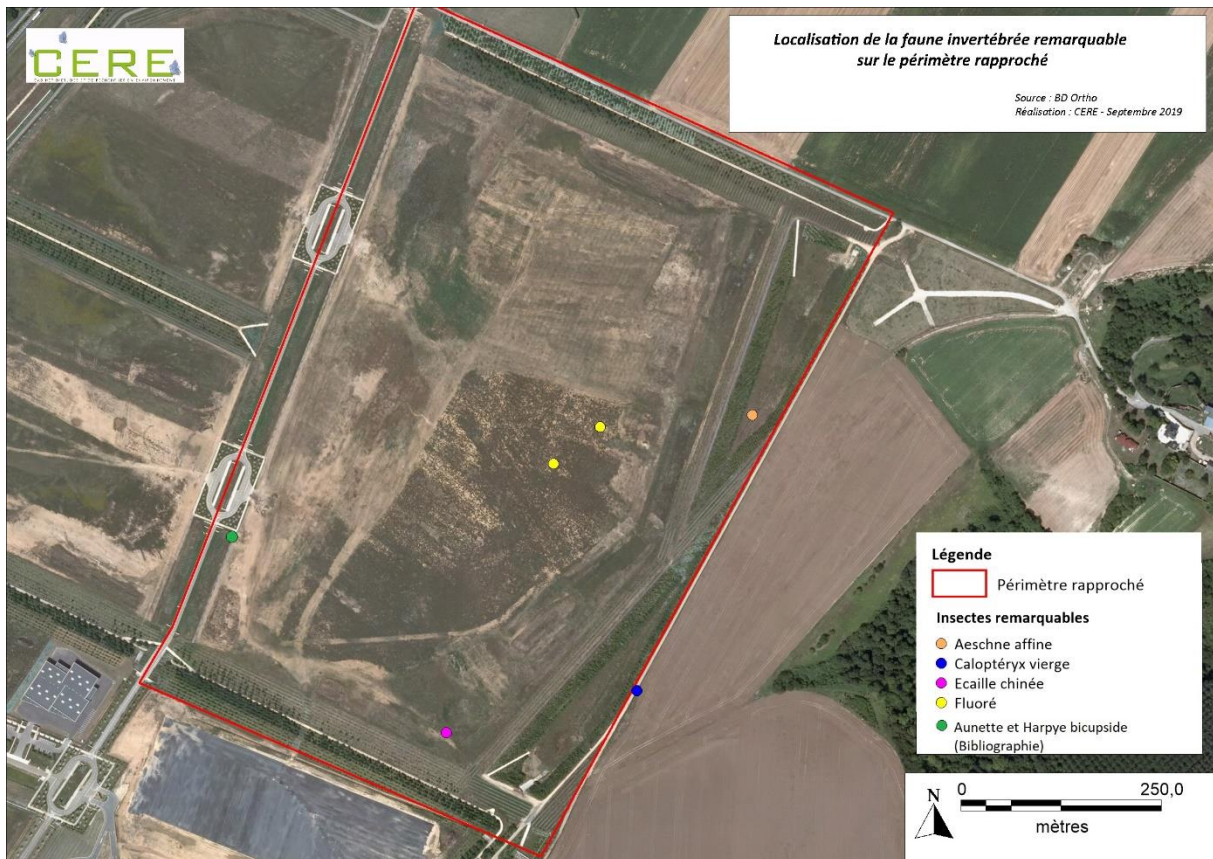 CERE
Localisation de la faune invertébrée remarquable
sur le périmètre rapproché
Source : BD Ortho
Réalisation : CERE - Septembre 2019
Légende
Périmètre rapproché
Insectes remarquables
Aeschne affine
Caloptéryx vierge
Ecaille chinée
Fluoré
Aunette et Harpye bicupside
(Bibliographie)
N
0 250,0
mètres